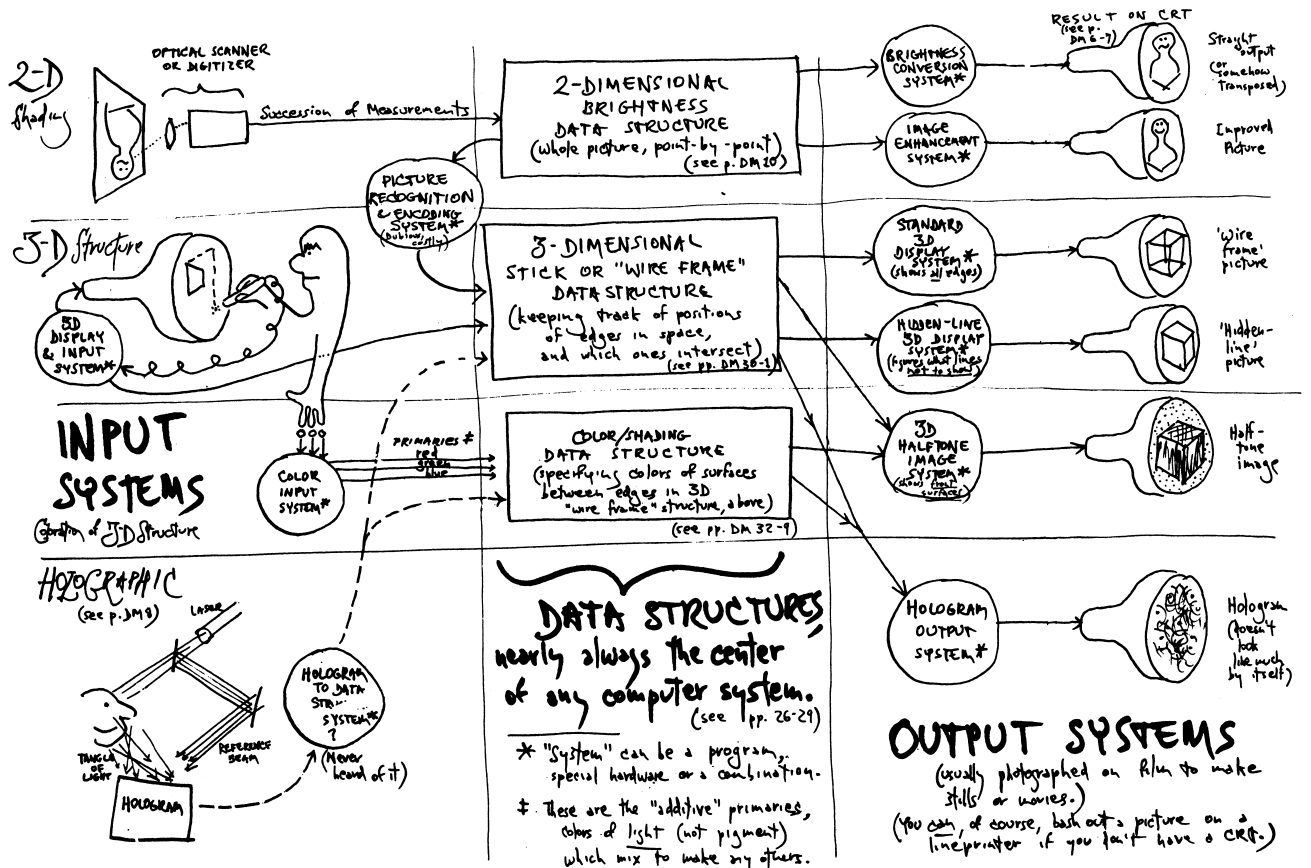 2-D
Shading
OPTICAL SCANNER
OR DIGITIZER
Succession of Measurements
2-DIMENSIONAL
BRIGHTNESS
DATA STRUCTURE
(whole picture, point-by-point)
(see p. DM 20)
BRIGHTNESS
CONVERSION
SYSTEM*
IMAGE
ENHANCEMENT
SYSTEM*
RESULT ON CRT
(see p.
DM 6-7)
Straight
output
(or
somehow
transposed)
Improved
Picture
PICTURE
RECOGNITION
& ENCODING
SYSTEM*
(Dubious, costly)
3-D Structure
3D
DISPLAY
& INPUT
SYSTEM*
3-DIMENSIONAL
STICK OR "WIRE FRAME"
DATA STRUCTURE
(keeping track of positions
of edges in space,
and which ones intersect)
(see pp. DM 30-1)
STANDARD
3D
DISPLAY
SYSTEM*
(shows all edges)
'Wire
frame'
picture
HIDDEN-LINE
3D DISPLAY
SYSTEM*
(figures what lines
not to show)
'Hidden-
line'
picture
INPUT
SYSTEMS
of 3-D Structure
COLOR
INPUT
SYSTEM*
PRIMARIES ‡
red
green
blue
COLOR/SHADING
DATA STRUCTURE
(specifying colors of surfaces
between edges in 3D
"wire frame" structure, above)
(see pp. DM 32-9)
3D
HALFTONE
IMAGE
SYSTEM*
(shows front
surfaces)
Half-
tone
image
HOLOGRAPHIC
(see p. DM 8)
LASER
TANGLE
OF
LIGHT
REFERENCE
BEAM
HOLOGRAM
HOLOGRAM
TO DATA
SYSTEM*
?
(Never
heard of it)
DATA STRUCTURES,
nearly always the center
of any computer system.
(see pp. 26-29)
* "System" can be a program,
special hardware or a combination.
‡ These are the "additive" primaries,
colors of light (not pigment)
which mix to make any others.
HOLOGRAM
OUTPUT
SYSTEM*
Hologram
(doesn't
look
like much
by itself)
OUTPUT SYSTEMS
(usually photographed on film to make
stills or movies.)
(You can, of course, bash out a picture on a
lineprinter if you don't have a CRT.)